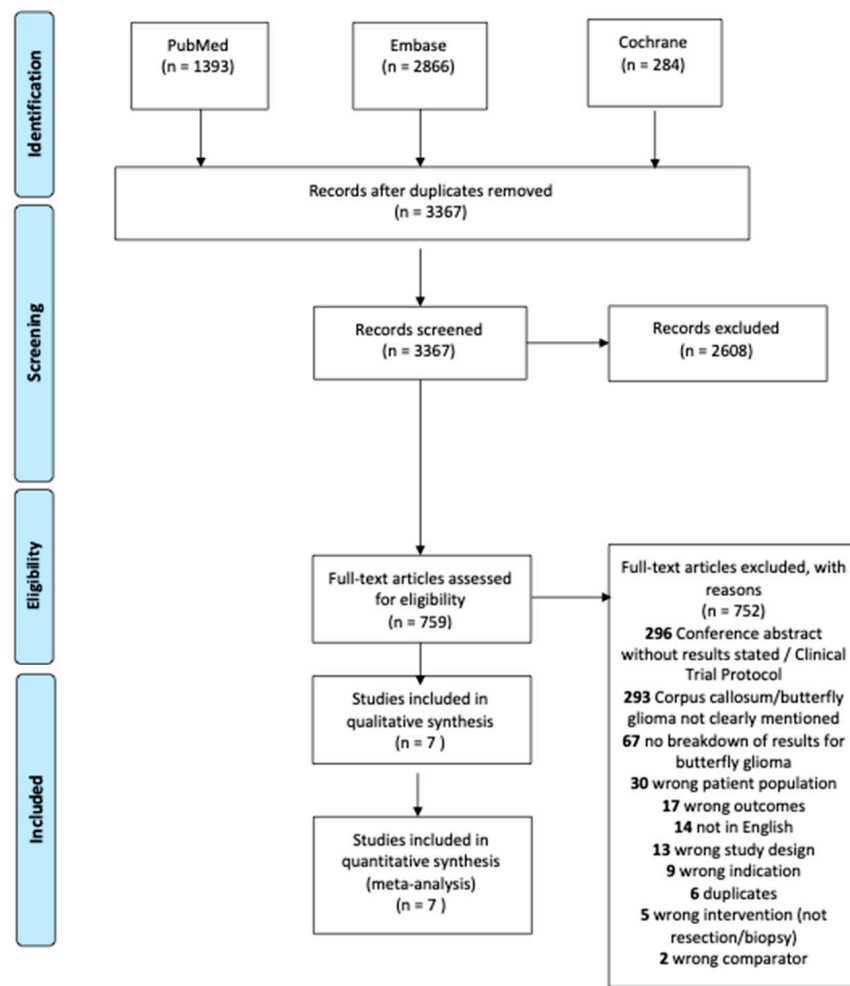 Identification
PubMed
(n = 1393)
Embase
(n = 2866)
Cochrane
(n = 284)
Records after duplicates removed
(n = 3367)
Screening
Records screened
(n = 3367)
Records excluded
(n = 2608)
Eligibility
Full-text articles assessed
for eligibility
(n = 759)
Full-text articles excluded, with
reasons
(n = 752)
296 Conference abstract
without results stated / Clinical
Trial Protocol
293 Corpus callosum/butterfly
glioma not clearly mentioned
67 no breakdown of results for
butterfly glioma
30 wrong patient population
17 wrong outcomes
14 not in English
13 wrong study design
9 wrong indication
6 duplicates
5 wrong intervention (not
resection/biopsy)
2 wrong comparator
Included
Studies included in
qualitative synthesis
(n = 7 )
Studies included in
quantitative synthesis
(meta-analysis)
(n = 7 )